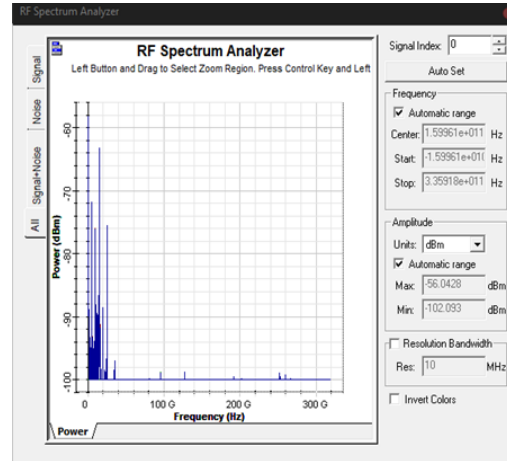 RF Spectrum Analyzer
RF Spectrum Analyzer
Left Button and Drag to Select Zoom Region. Press Control Key and Left
Signal
Noise
Signal+Noise
All
Power (dBm)
-60
-70
-80
-90
-100
0
100 G
200 G
300 G
Frequency (Hz)
Power
Signal Index: 0
Auto Set
Frequency
Automatic range
Center: 1.59961e+011 Hz
Start: -1.59961e+01( Hz
Stop: 3.35918e+011 Hz
Amplitude
Units: dBm
Automatic range
Max: -56.0428 dBm
Min: -102.093 dBm
Resolution Bandwidth
Res: 10 MHz
Invert Colors